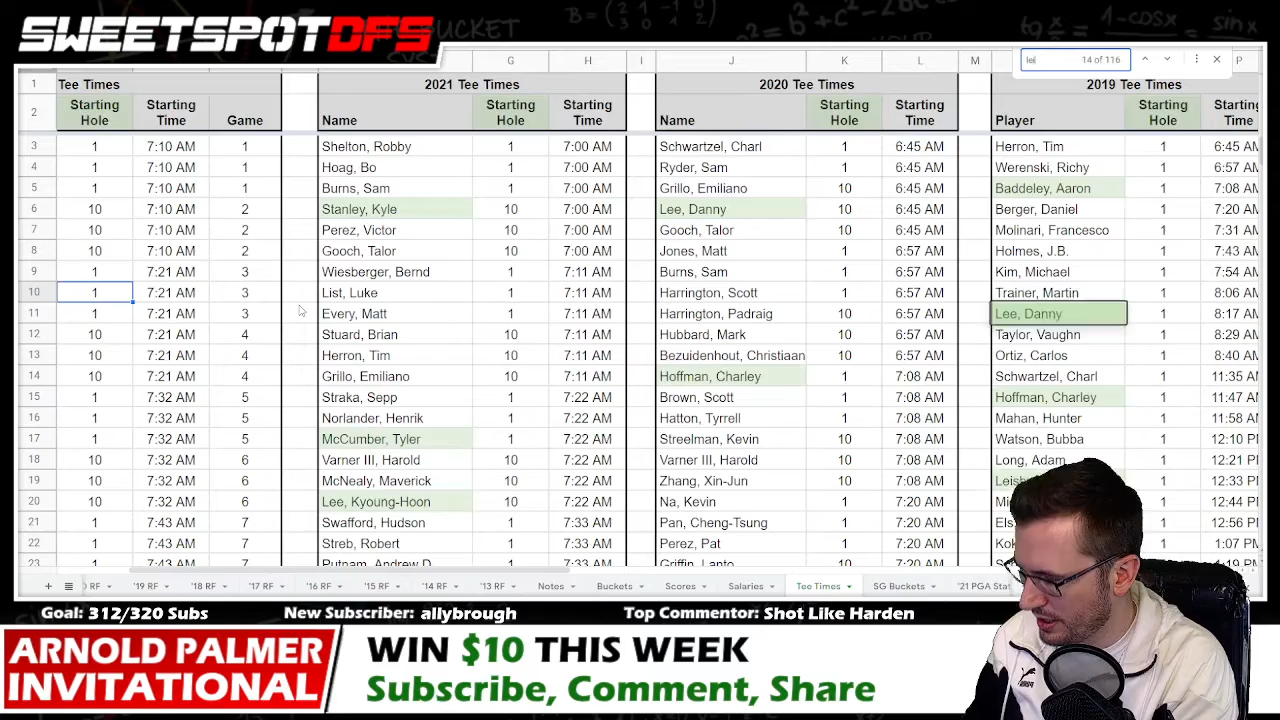 SWEETSPOTDFS
lei 14 of 116
G H I J K L M P
1 Tee Times 2021 Tee Times 2020 Tee Times 2019 Tee Times
2 Starting Hole Starting Time Game Name Starting Hole Starting Time Name Starting Hole Starting Time Player Starting Hole Starting Time
3 1 7:10 AM 1 Shelton, Robby 1 7:00 AM Schwartzel, Charl 1 6:45 AM Herron, Tim 1 6:45 AM
4 1 7:10 AM 1 Hoag, Bo 1 7:00 AM Ryder, Sam 1 6:45 AM Werenski, Richy 1 6:57 AM
5 1 7:10 AM 1 Burns, Sam 1 7:00 AM Grillo, Emiliano 10 6:45 AM Baddeley, Aaron 1 7:08 AM
6 10 7:10 AM 2 Stanley, Kyle 10 7:00 AM Lee, Danny 10 6:45 AM Berger, Daniel 1 7:20 AM
7 10 7:10 AM 2 Perez, Victor 10 7:00 AM Gooch, Talor 10 6:45 AM Molinari, Francesco 1 7:31 AM
8 10 7:10 AM 2 Gooch, Talor 10 7:00 AM Jones, Matt 1 6:57 AM Holmes, J.B. 1 7:43 AM
9 1 7:21 AM 3 Wiesberger, Bernd 1 7:11 AM Burns, Sam 1 6:57 AM Kim, Michael 1 7:54 AM
10 1 7:21 AM 3 List, Luke 1 7:11 AM Harrington, Scott 1 6:57 AM Trainer, Martin 1 8:06 AM
11 1 7:21 AM 3 Every, Matt 1 7:11 AM Harrington, Padraig 10 6:57 AM Lee, Danny 1 8:17 AM
12 10 7:21 AM 4 Stuard, Brian 10 7:11 AM Hubbard, Mark 10 6:57 AM Taylor, Vaughn 1 8:29 AM
13 10 7:21 AM 4 Herron, Tim 10 7:11 AM Bezuidenhout, Christiaan 10 6:57 AM Ortiz, Carlos 1 8:40 AM
14 10 7:21 AM 4 Grillo, Emiliano 10 7:11 AM Hoffman, Charley 1 7:08 AM Schwartzel, Charl 1 11:35 AM
15 1 7:32 AM 5 Straka, Sepp 1 7:22 AM Brown, Scott 1 7:08 AM Hoffman, Charley 1 11:47 AM
16 1 7:32 AM 5 Norlander, Henrik 1 7:22 AM Hatton, Tyrrell 1 7:08 AM Mahan, Hunter 1 11:58 AM
17 1 7:32 AM 5 McCumber, Tyler 1 7:22 AM Streelman, Kevin 10 7:08 AM Watson, Bubba 1 12:10 PM
18 10 7:32 AM 6 Varner III, Harold 10 7:22 AM Varner III, Harold 10 7:08 AM Long, Adam 1 12:21 PM
19 10 7:32 AM 6 McNealy, Maverick 10 7:22 AM Zhang, Xin-Jun 10 7:08 AM 12:33 PM
20 10 7:32 AM 6 Lee, Kyoung-Hoon 10 7:22 AM Na, Kevin 1 7:20 AM 12:44 PM
21 1 7:43 AM 7 Swafford, Hudson 1 7:33 AM Pan, Cheng-Tsung 1 7:20 AM 12:56 PM
22 1 7:43 AM 7 Streb, Robert 1 7:33 AM Perez, Pat 1 7:20 AM 1:07 PM
23 1 7:43 AM 7 Putnam, Andrew D. 1 7:33 AM Griffin, Lanto 10 7:20 AM
RF '19 RF '18 RF '17 RF '16 RF '15 RF '14 RF '13 RF Notes Buckets Scores Salaries Tee Times SG Buckets '21 PGA Stat
Goal: 312/320 Subs New Subscriber: allybrough Top Commentor: Shot Like Harden
ARNOLD PALMER
INVITATIONAL
WIN $10 THIS WEEK
Subscribe, Comment, Share